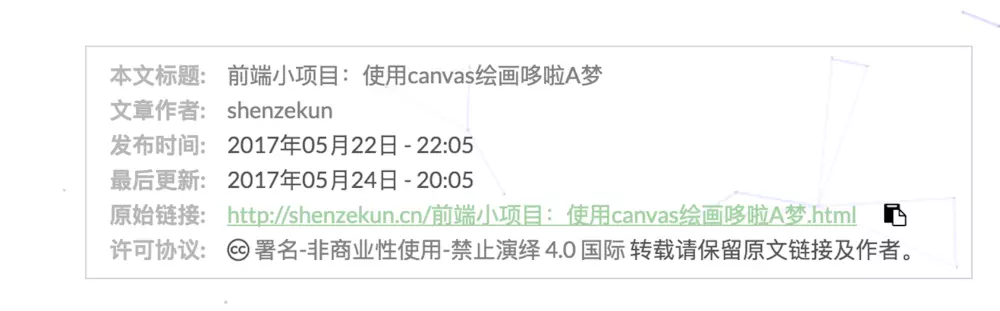 本文标题: 前端小项目：使用canvas绘画哆啦A梦
文章作者: shenzekun
发布时间: 2017年05月22日 - 22:05
最后更新: 2017年05月24日 - 20:05
原始链接: http://shenzekun.cn/前端小项目：使用canvas绘画哆啦A梦.html
许可协议: cc 署名-非商业性使用-禁止演绎 4.0 国际 转载请保留原文链接及作者。